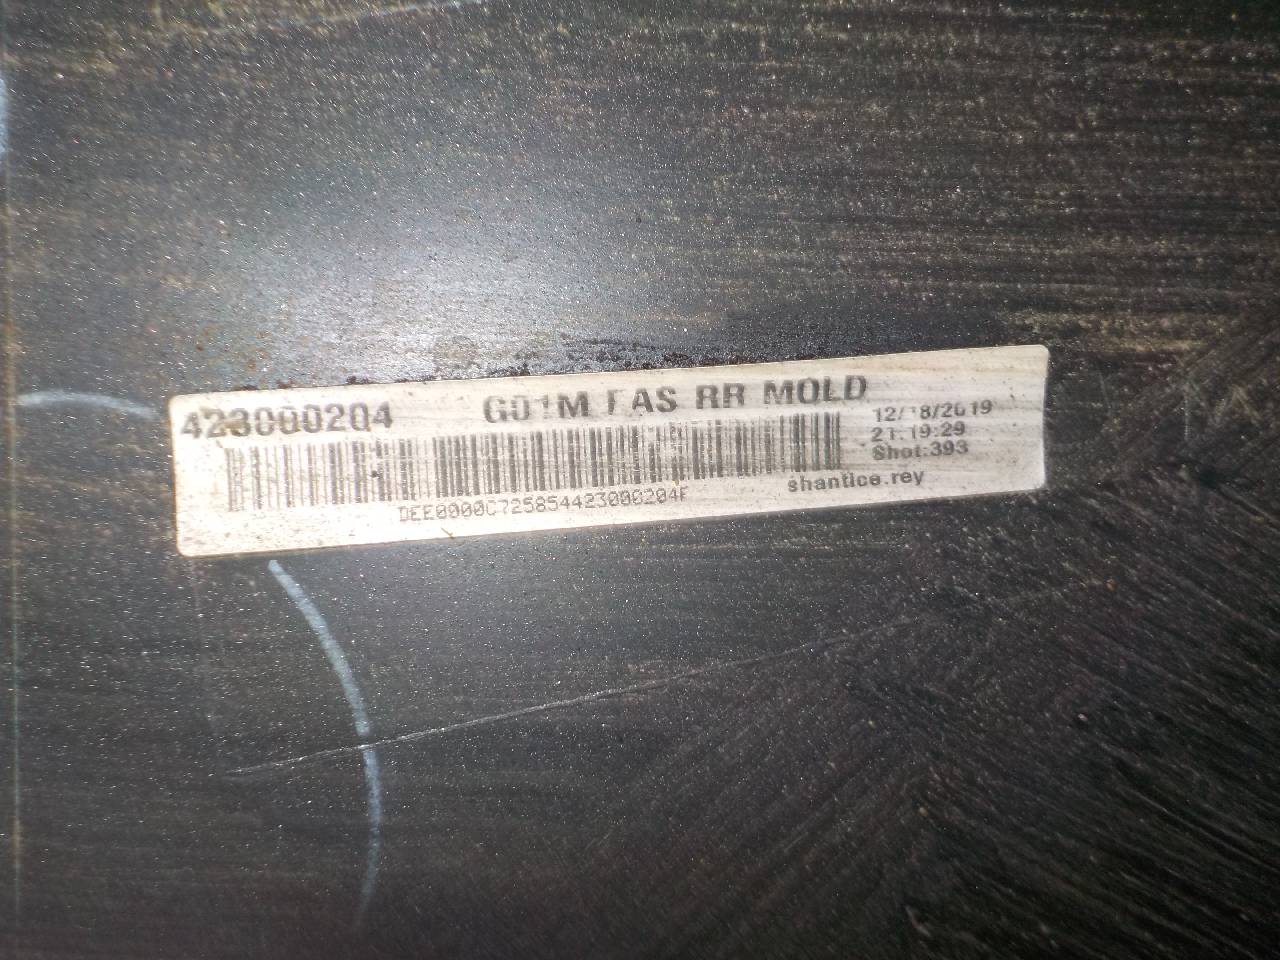 423000204 G01M FAS RR MOLD
12/18/2019
21:19:29
Shot:393
shantice.rey
DEE0000C725854423000204F